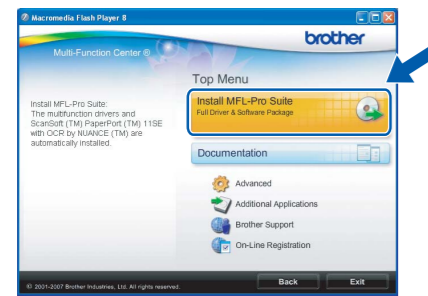 Macromedia Flash Player 8
brother
Multi-Function Center ®
Top Menu
Install MFL-Pro Suite:
The multifunction drivers and
ScanSoft (TM) PaperPort (TM) 11SE
with OCR by NUANCE (TM) are
automatically installed.
Install MFL-Pro Suite
Full Driver & Software Package
Documentation
Advanced
Additional Applications
Brother Support
On-Line Registration
© 2001-2007 Brother Industries, Ltd. All rights reserved.
Back
Exit